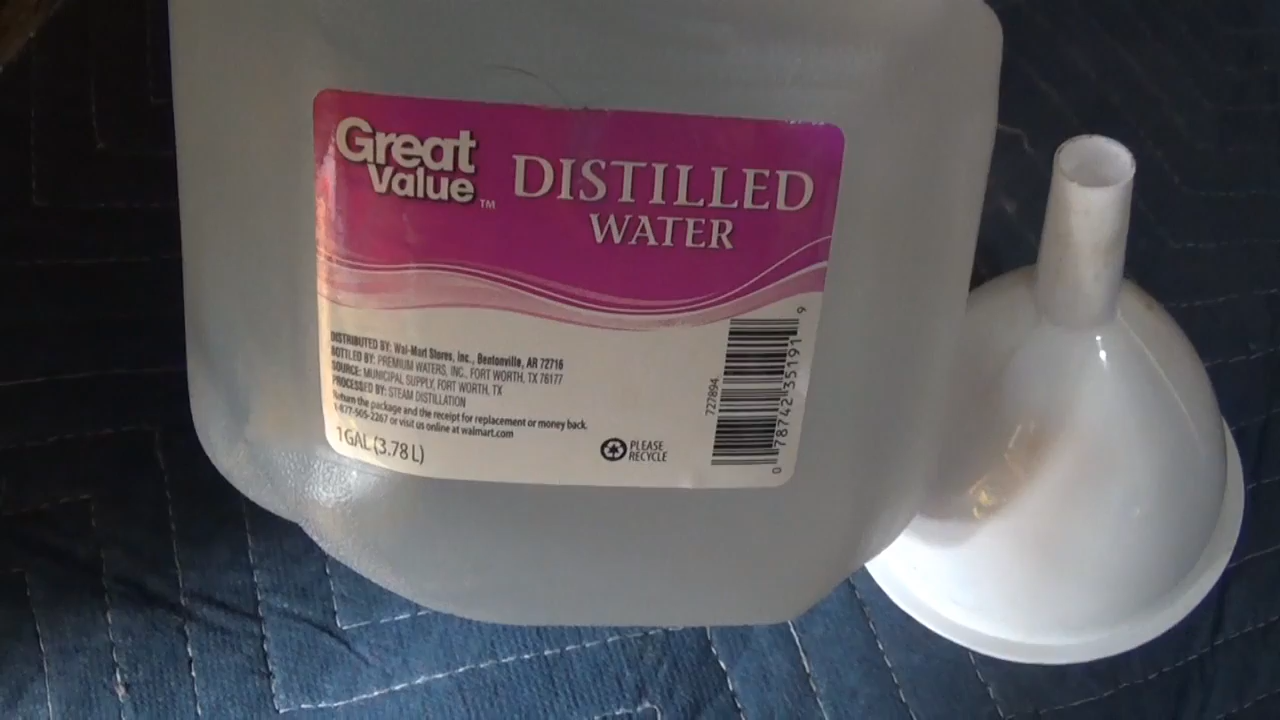 Great
Value
™
DISTILLED
WATER
DISTRIBUTED BY: Wal-Mart Stores, Inc., Bentonville, AR 72716
BOTTLED BY: PREMIUM WATERS, INC., FORT WORTH, TX 76177
SOURCE: MUNICIPAL SUPPLY, FORT WORTH, TX
PROCESSED BY: STEAM DISTILLATION
Return the package and the receipt for replacement or money back.
1-877-505-2267 or visit us online at walmart.com
1 GAL (3.78 L)
PLEASE
RECYCLE
727894
0 78742 35191 9